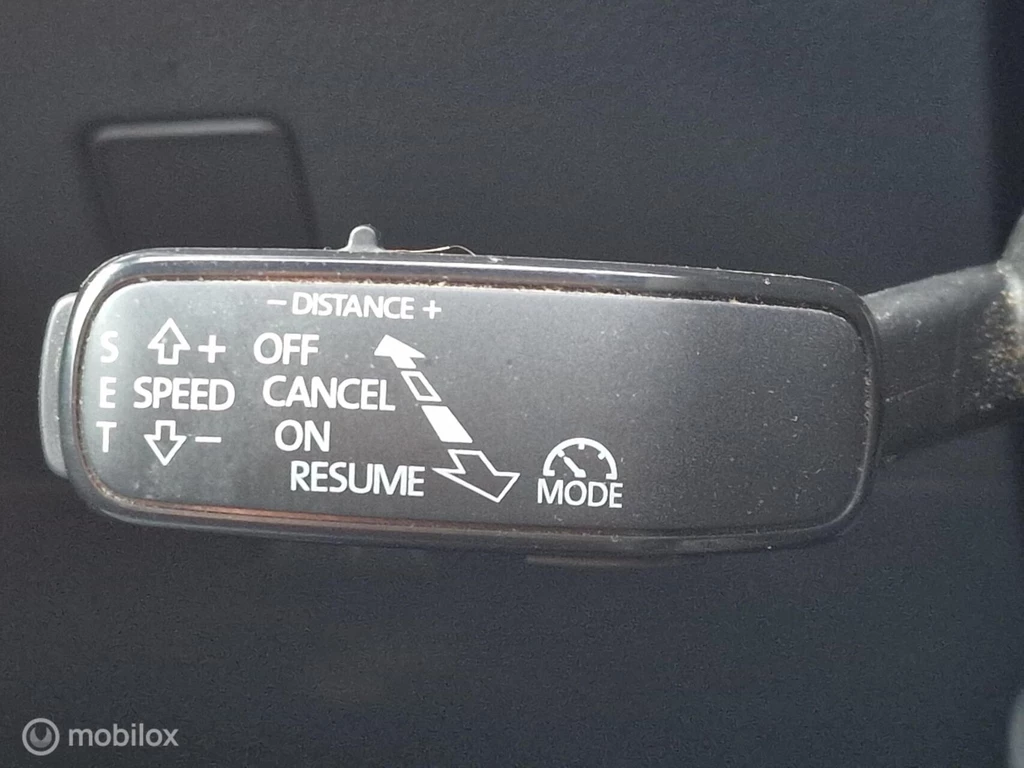 − DISTANCE +
S + OFF
E SPEED CANCEL
T − ON
RESUME
MODE
mobilox